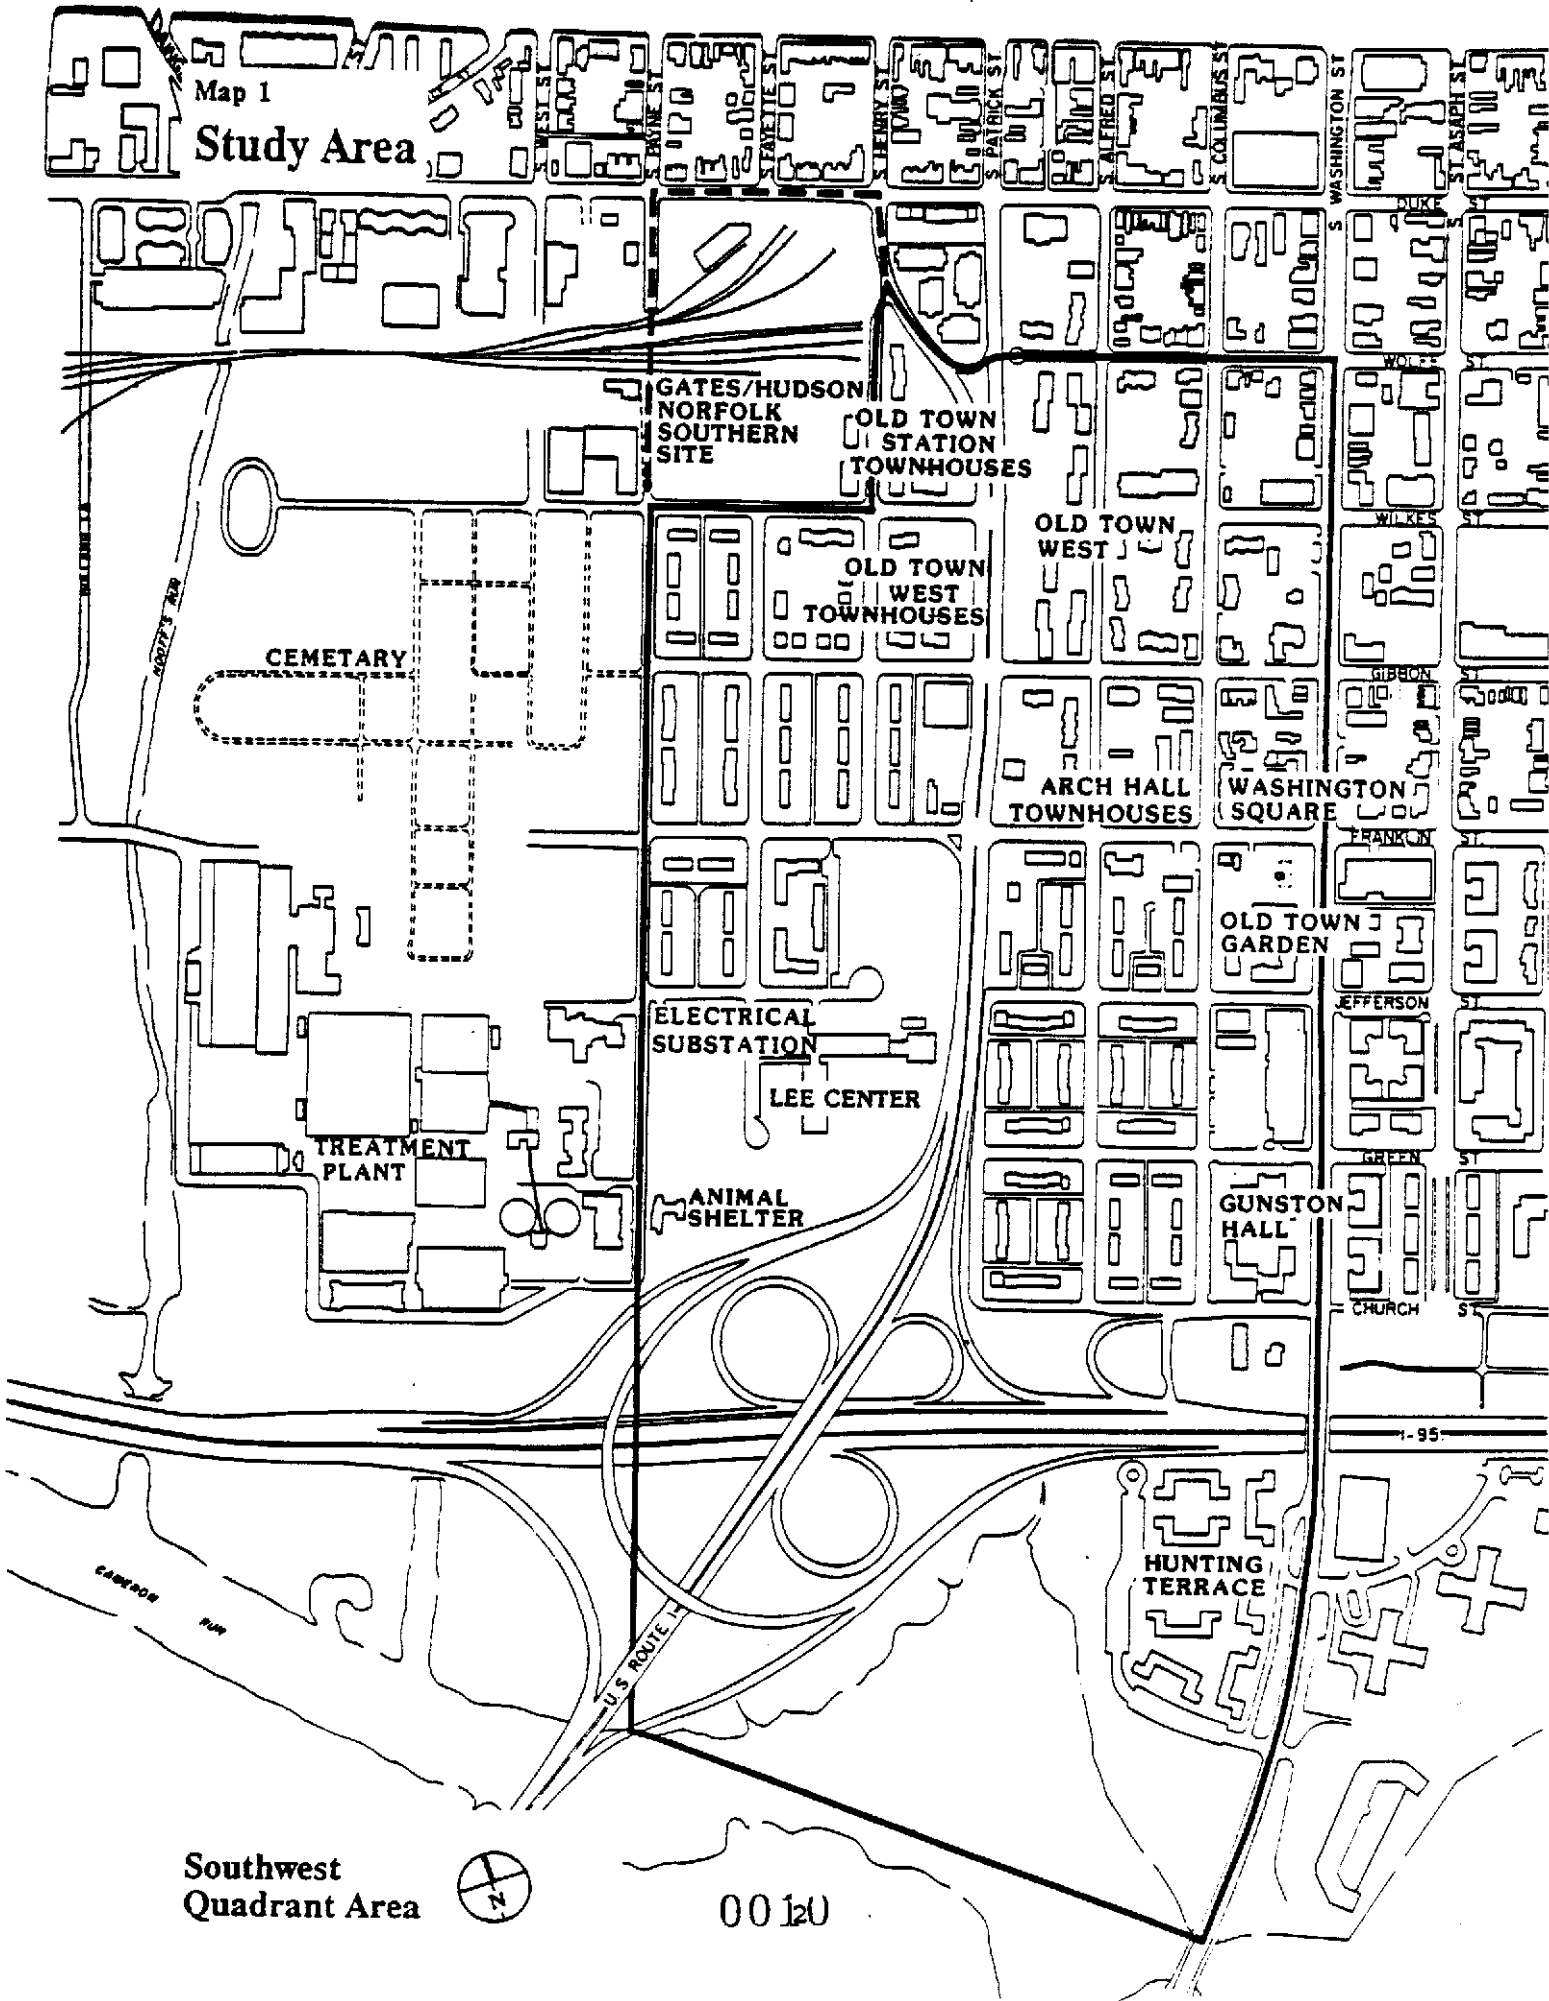 Map 1
Study Area
S WEST ST
S PAYNE ST
S FAYETTE ST
S HENRY ST
S PATRICK ST
S ALFRED ST
S COLUMBUS ST
S WASHINGTON ST
S ST ASAPH ST
DUKE ST
WOLFE ST
GATES/HUDSON
NORFOLK
SOUTHERN
SITE
OLD TOWN
STATION
TOWNHOUSES
WILKES ST
OLD TOWN
WEST
OLD TOWN
WEST
TOWNHOUSES
HOOFF'S RUN
CEMETARY
GIBBON ST
ARCH HALL
TOWNHOUSES
WASHINGTON
SQUARE
FRANKLIN ST.
OLD TOWN
GARDEN
JEFFERSON ST
ELECTRICAL
SUBSTATION
LEE CENTER
TREATMENT
PLANT
GREEN ST
ANIMAL
SHELTER
GUNSTON
HALL
CHURCH ST
I-95
HUNTING
TERRACE
CAMERON RUN
U.S ROUTE 1
Southwest
Quadrant Area
N